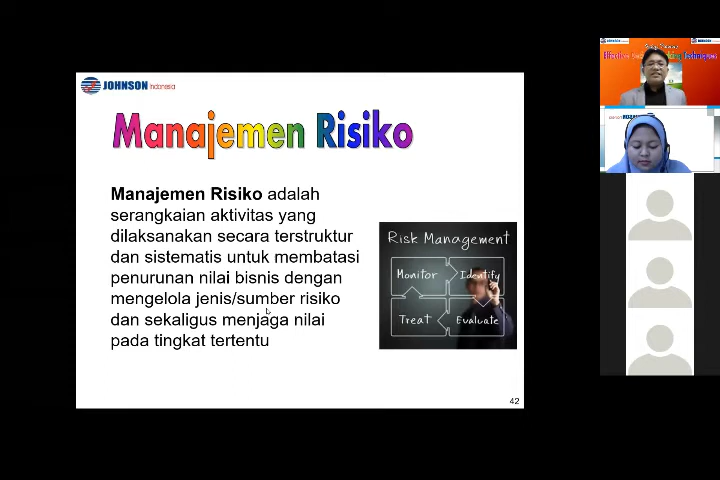 JOHNSON Indonesia
Manajemen Risiko
Manajemen Risiko adalah
serangkaian aktivitas yang
dilaksanakan secara terstruktur
dan sistematis untuk membatasi
penurunan nilai bisnis dengan
mengelola jenis/sumber risiko
dan sekaligus menjaga nilai
pada tingkat tertentu
Risk Management
Monitor
Identify
Treat
Evaluate
42